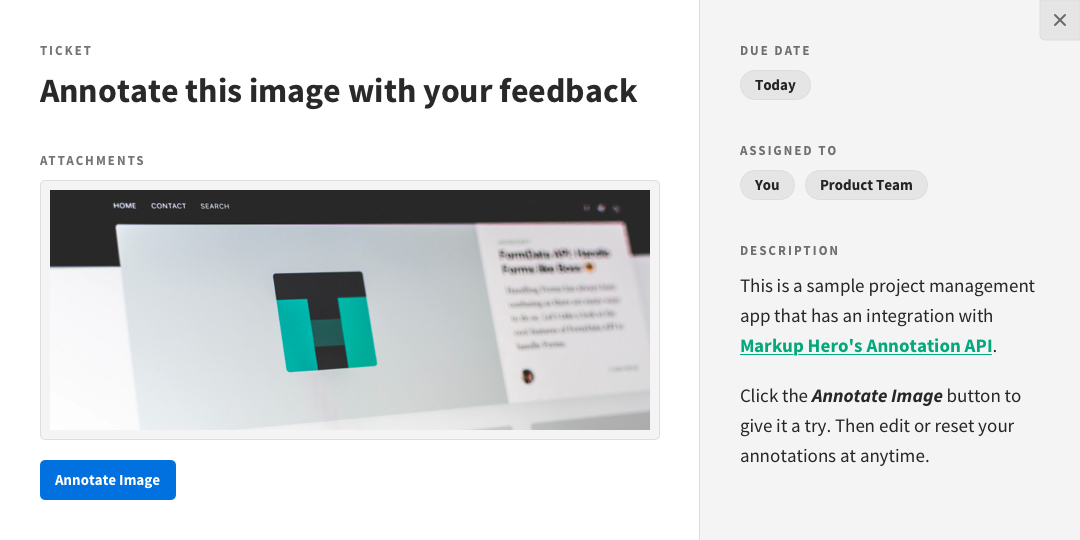 TICKET
Annotate this image with your feedback
ATTACHMENTS
HOME CONTACT SEARCH
FormData API: Handle
Forms like Boss
Annotate Image
DUE DATE
Today
ASSIGNED TO
You Product Team
DESCRIPTION
This is a sample project management
app that has an integration with
Markup Hero's Annotation API.
Click the Annotate Image button to
give it a try. Then edit or reset your
annotations at anytime.